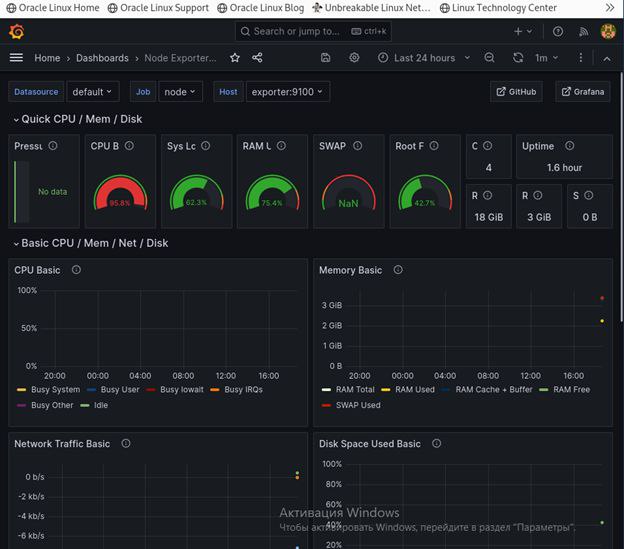 Oracle Linux Home Oracle Linux Support Oracle Linux Blog Unbreakable Linux Net... Linux Technology Center
Search or jump to... ctrl+k
Home > Dashboards > Node Exporter... Last 24 hours 1m
Datasource default Job node Host exporter:9100 GitHub Grafana
Quick CPU / Mem / Disk
Pressu CPU B Sys Lo RAM U SWAP Root F C Uptime
4 1.6 hour
No data 95.8% 62.3% 75.4% NaN 42.7%
R R S
18 GiB 3 GiB 0 B
Basic CPU / Mem / Net / Disk
CPU Basic
100%
50%
0%
20:00 00:00 04:00 08:00 12:00 16:00
Busy System Busy User Busy Iowait Busy IRQs
Busy Other Idle
Memory Basic
3 GiB
2 GiB
1 GiB
0 B
20:00 00:00 04:00 08:00 12:00 16:00
RAM Total RAM Used RAM Cache + Buffer RAM Free
SWAP Used
Network Traffic Basic
0 b/s
-2 kb/s
-4 kb/s
-6 kb/s
Disk Space Used Basic
100%
80%
60%
40%
20%
Активация Windows
Чтобы активировать Windows, перейдите в раздел "Параметры".